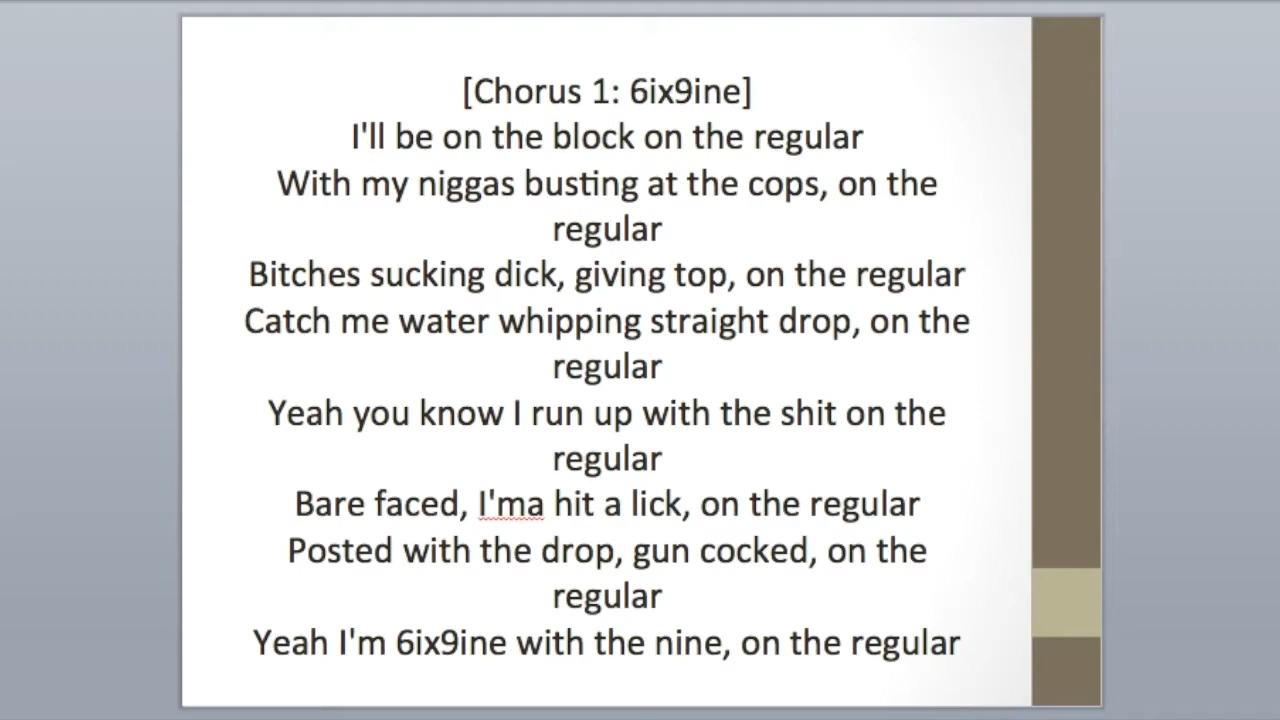 [Chorus 1: 6ix9ine]
I'll be on the block on the regular
With my niggas busting at the cops, on the
regular
Bitches sucking dick, giving top, on the regular
Catch me water whipping straight drop, on the
regular
Yeah you know I run up with the shit on the
regular
Bare faced, I'ma hit a lick, on the regular
Posted with the drop, gun cocked, on the
regular
Yeah I'm 6ix9ine with the nine, on the regular